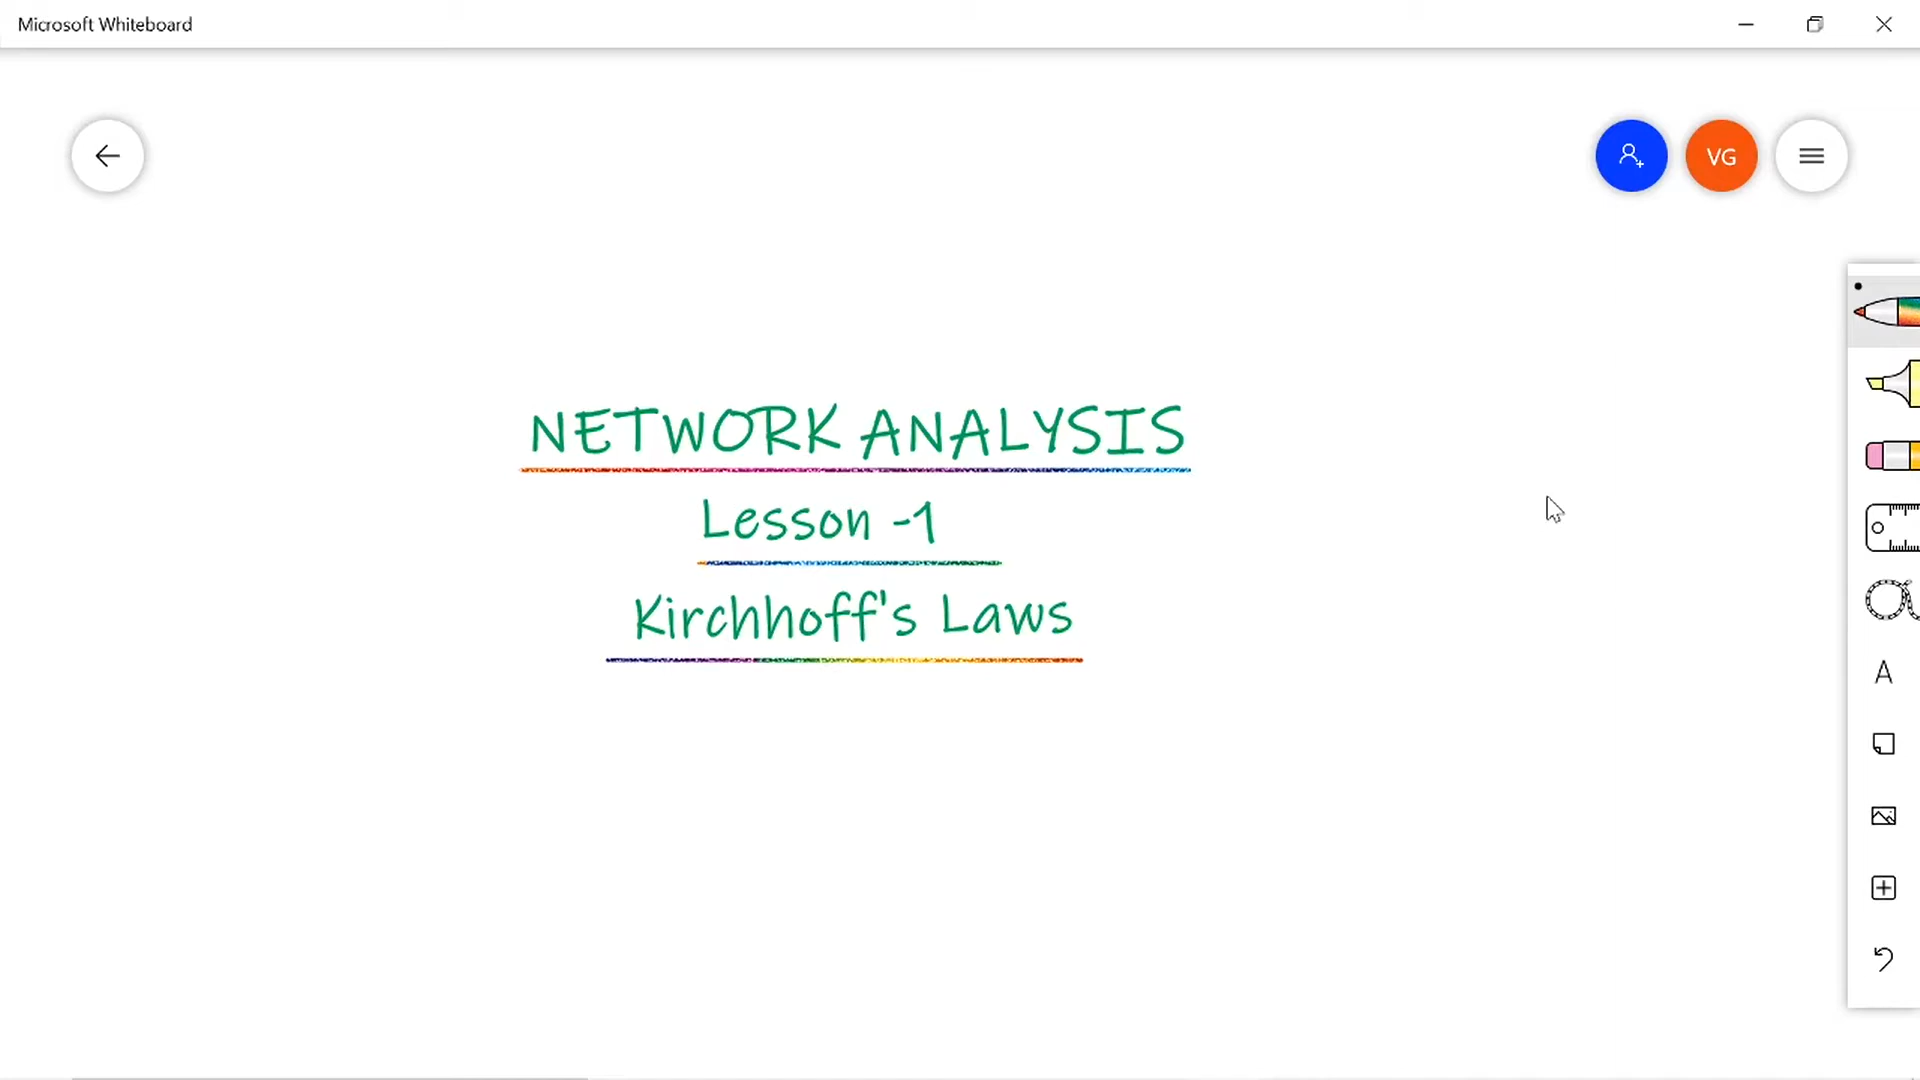 Microsoft Whiteboard
VG
NETWORK ANALYSIS
Lesson -1
Kirchhoff's Laws
A